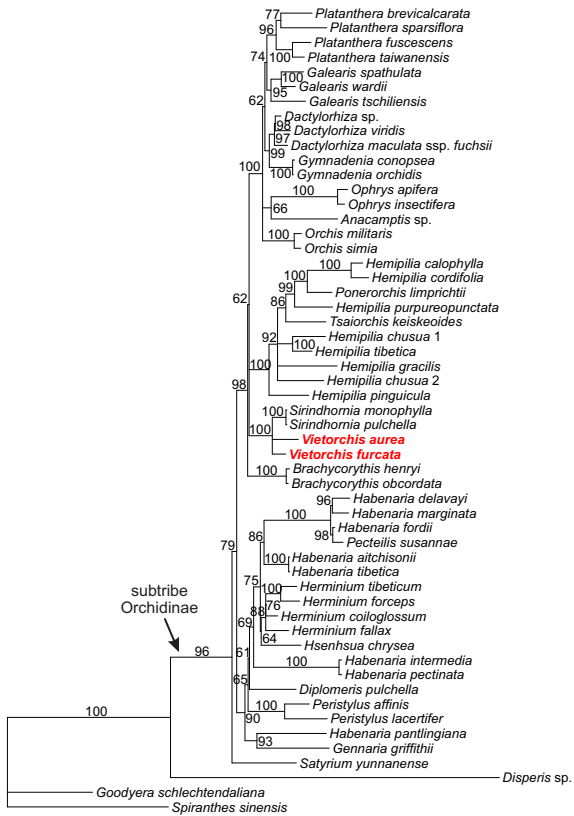 77 Platanthera brevicalcarata
96 Platanthera sparsiflora
Platanthera fuscescens
74 100 Platanthera taiwanensis
100 Galearis spathulata
95 Galearis wardii
62 Galearis tschiliensis
Dactylorhiza sp.
98 Dactylorhiza viridis
97 Dactylorhiza maculata ssp. fuchsii
99 Gymnadenia conopsea
100 100 Gymnadenia orchidis
100 Ophrys apifera
66 Ophrys insectifera
Anacamptis sp.
100 Orchis militaris
Orchis simia
100 Hemipilia calophylla
100 Hemipilia cordifolia
99 Ponerorchis limprichtii
62 86 Hemipilia purpureopunctata
Tsaiorchis keiskeoides
92 Hemipilia chusua 1
100 Hemipilia tibetica
100 Hemipilia gracilis
98 Hemipilia chusua 2
Hemipilia pinguicula
100 Sirindhornia monophylla
100 Sirindhornia pulchella
Vietorchis aurea
Vietorchis furcata
100 Brachycorythis henryi
Brachycorythis obcordata
96 Habenaria delavayi
100 Habenaria marginata
98 Habenaria fordii
86 Pecteilis susannae
79 100 Habenaria aitchisonii
Habenaria tibetica
75 100 Herminium tibeticum
76 Herminium forceps
88 Herminium coiloglossum
69 Herminium fallax
64 Hsenhsua chrysea
61 100 Habenaria intermedia
Habenaria pectinata
65 Diplomeris pulchella
100 Peristylus affinis
90 Peristylus lacertifer
Habenaria pantlingiana
93 Gennaria griffithii
Satyrium yunnanense
subtribe
Orchidinae
96
100
Disperis sp.
Goodyera schlechtendaliana
Spiranthes sinensis